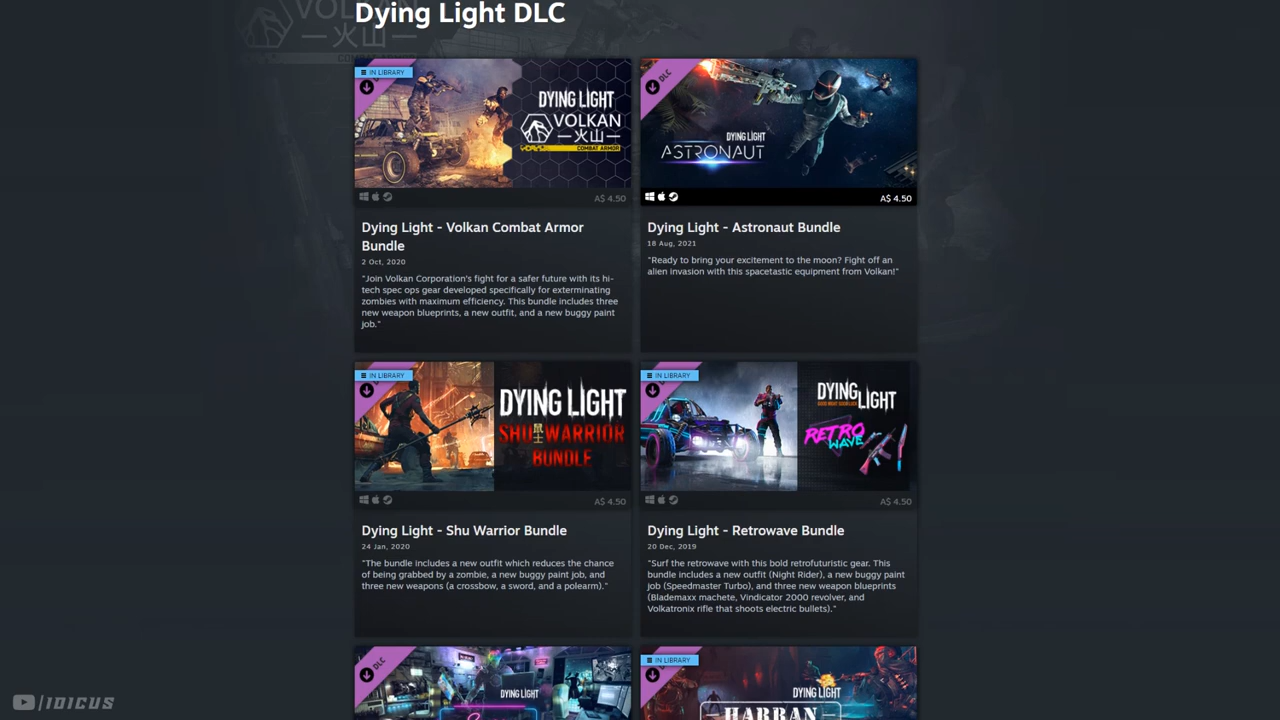 VOLKAN
—火山—
COMBAT ARMOR
Dying Light DLC
IN LIBRARY
DYING LIGHT
VOLKAN
—火山—
COMBAT ARMOR
A$ 4.50
Dying Light - Volkan Combat Armor
Bundle
2 Oct, 2020
"Join Volkan Corporation's fight for a safer future with its hi-
tech spec ops gear developed specifically for exterminating
zombies with maximum efficiency. This bundle includes three
new weapon blueprints, a new outfit, and a new buggy paint
job."
DLC
DYING LIGHT
ASTRONAUT
A$ 4.50
Dying Light - Astronaut Bundle
18 Aug, 2021
"Ready to bring your excitement to the moon? Fight off an
alien invasion with this spacetastic equipment from Volkan!"
IN LIBRARY
DYING LIGHT
SHU WARRIOR
BUNDLE
A$ 4.50
Dying Light - Shu Warrior Bundle
24 Jan, 2020
"The bundle includes a new outfit which reduces the chance
of being grabbed by a zombie, a new buggy paint job, and
three new weapons (a crossbow, a sword, and a polearm)."
IN LIBRARY
DYING LIGHT
RETRO
WAVE
A$ 4.50
Dying Light - Retrowave Bundle
20 Dec, 2019
"Surf the retrowave with this bold retrofuturistic gear. This
bundle includes a new outfit (Night Rider), a new buggy paint
job (Speedmaster Turbo), and three new weapon blueprints
(Blademaxx machete, Vindicator 2000 revolver, and
Volkatronix rifle that shoots electric bullets)."
DLC
DYING LIGHT
IN LIBRARY
DYING LIGHT
HARRAN
/IDICUS